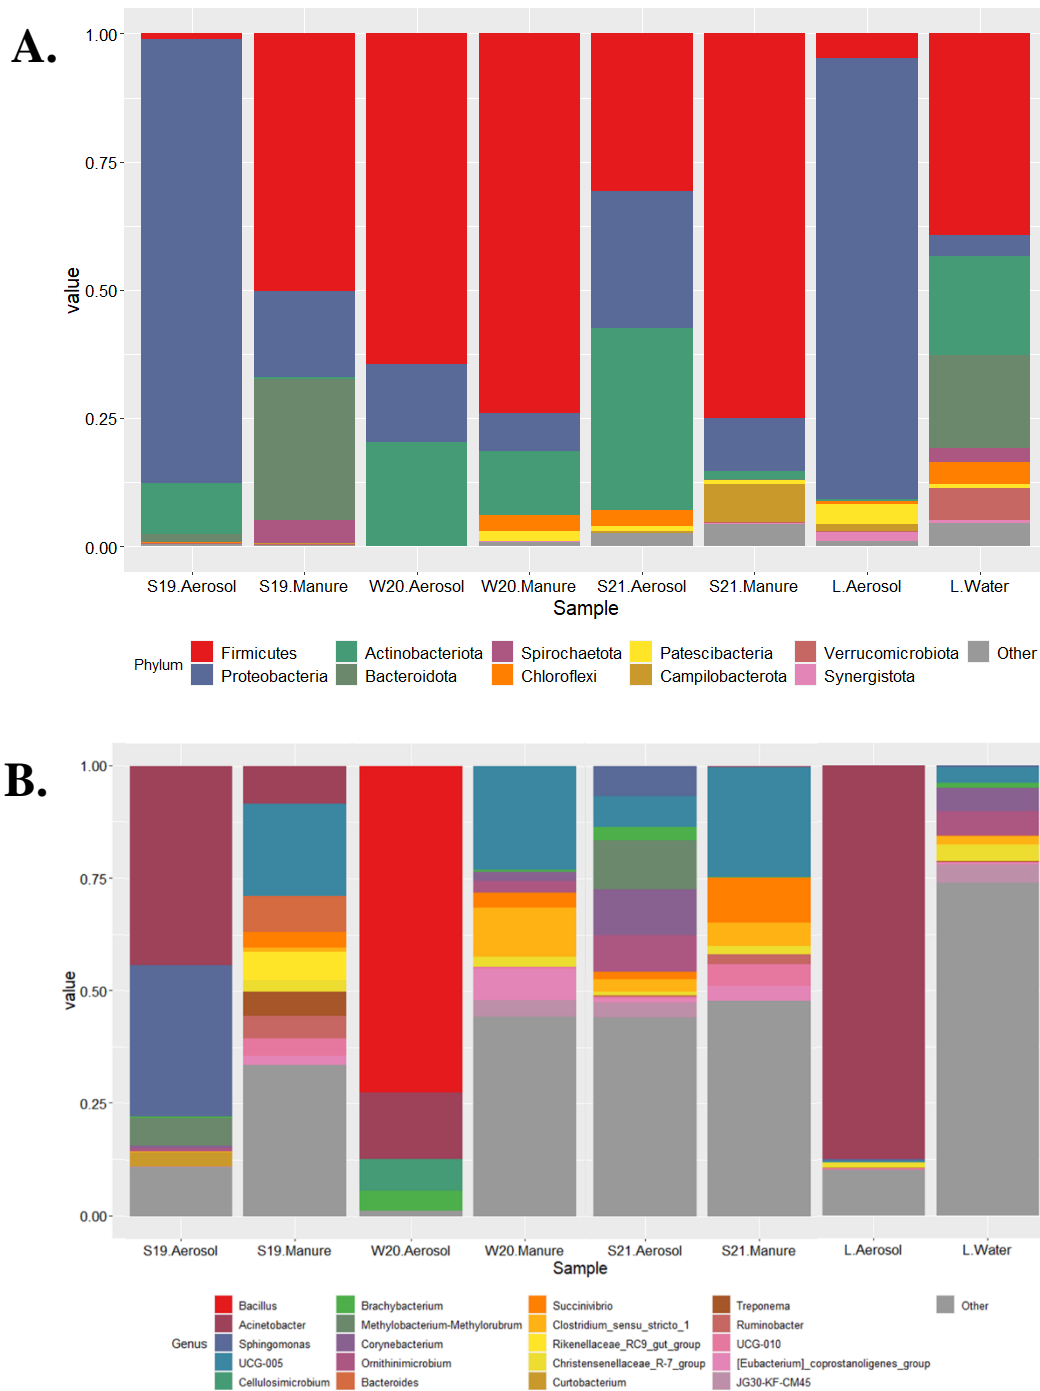 A.
1.00
0.75
0.50
0.25
0.00
value
S19.Aerosol S19.Manure W20.Aerosol W20.Manure S21.Aerosol S21.Manure L.Aerosol L.Water
Sample
Phylum
Firmicutes Actinobacteriota Spirochaetota Patescibacteria Verrucomicrobiota Other
Proteobacteria Bacteroidota Chloroflexi Campilobacterota Synergistota
B.
1.00
0.75
0.50
0.25
0.00
value
S19.Aerosol S19.Manure W20.Aerosol W20.Manure S21.Aerosol S21.Manure L.Aerosol L.Water
Sample
Genus
Bacillus Brachybacterium Succinivibrio Treponema Other
Acinetobacter Methylobacterium-Methylorubrum Clostridium_sensu_stricto_1 Ruminobacter
Sphingomonas Corynebacterium Rikenellaceae_RC9_gut_group UCG-010
UCG-005 Ornithinimicrobium Christensenellaceae_R-7_group [Eubacterium]_coprostanoligenes_group
Cellulosimicrobium Bacteroides Curtobacterium JG30-KF-CM45